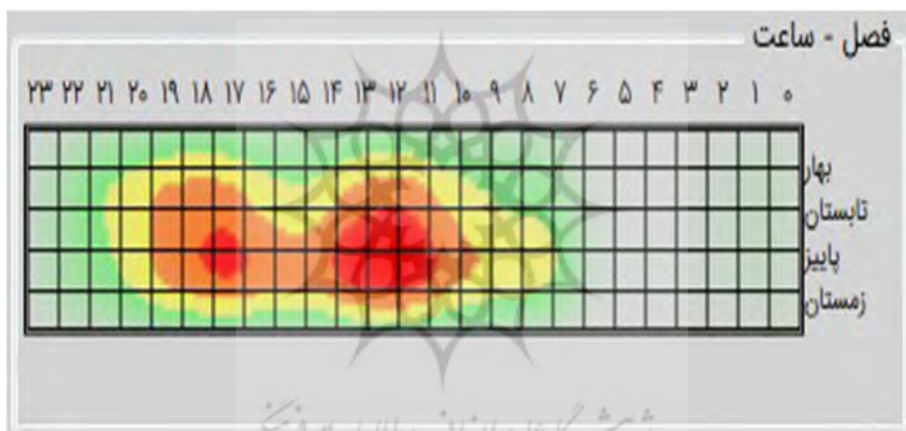 فصل - ساعت
۰ ۱ ۲ ۳ ۴ ۵ ۶ ۷ ۸ ۹ ۱۰ ۱۱ ۱۲ ۱۳ ۱۴ ۱۵ ۱۶ ۱۷ ۱۸ ۱۹ ۲۰ ۲۱ ۲۲ ۲۳
بهار
تابستان
پاییز
زمستان